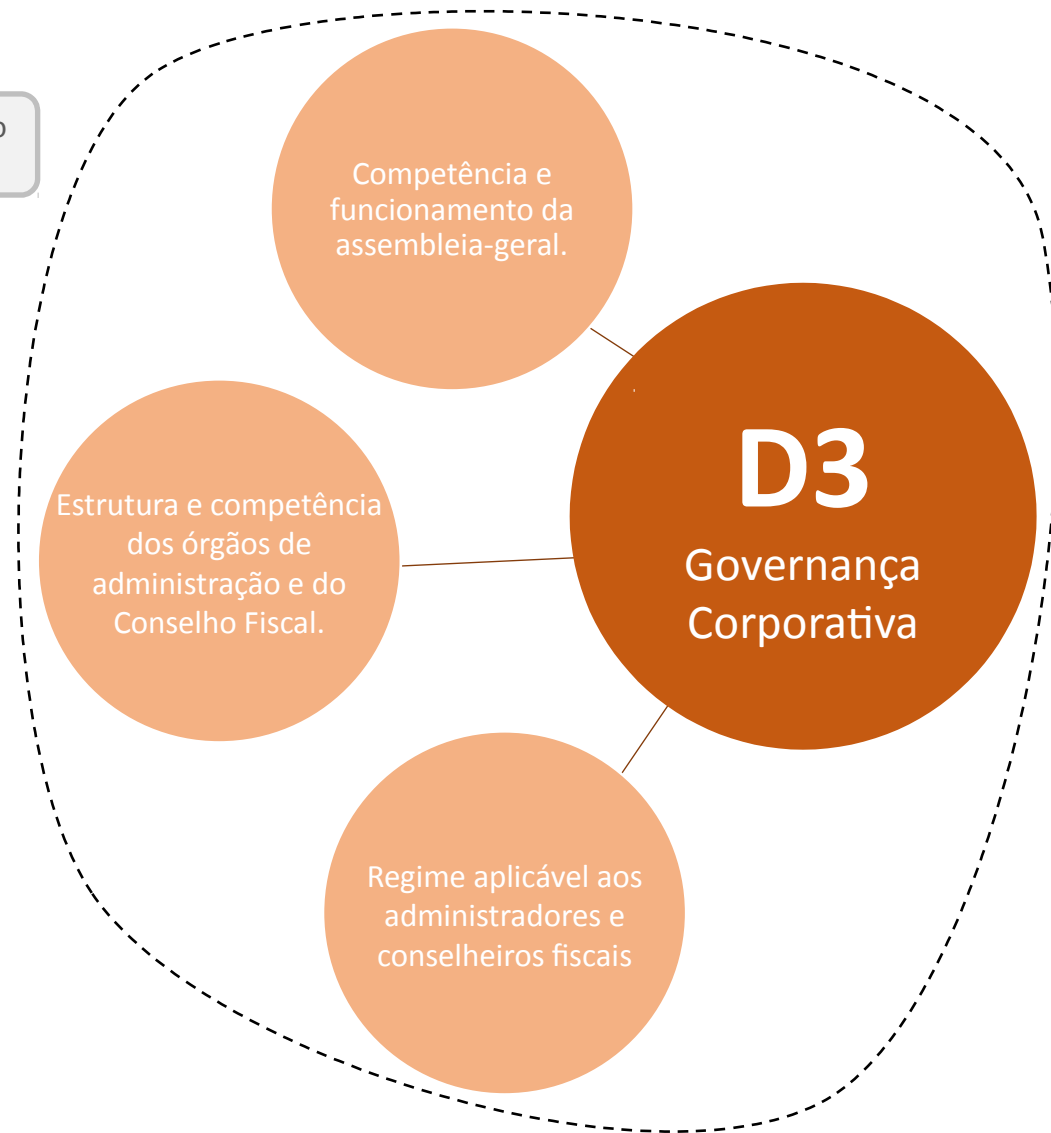 o
Competência e
funcionamento da
assembleia-geral.
D3
Governança
Corporativa
Estrutura e competência
dos órgãos de
administração e do
Conselho Fiscal.
Regime aplicável aos
administradores e
conselheiros fiscais